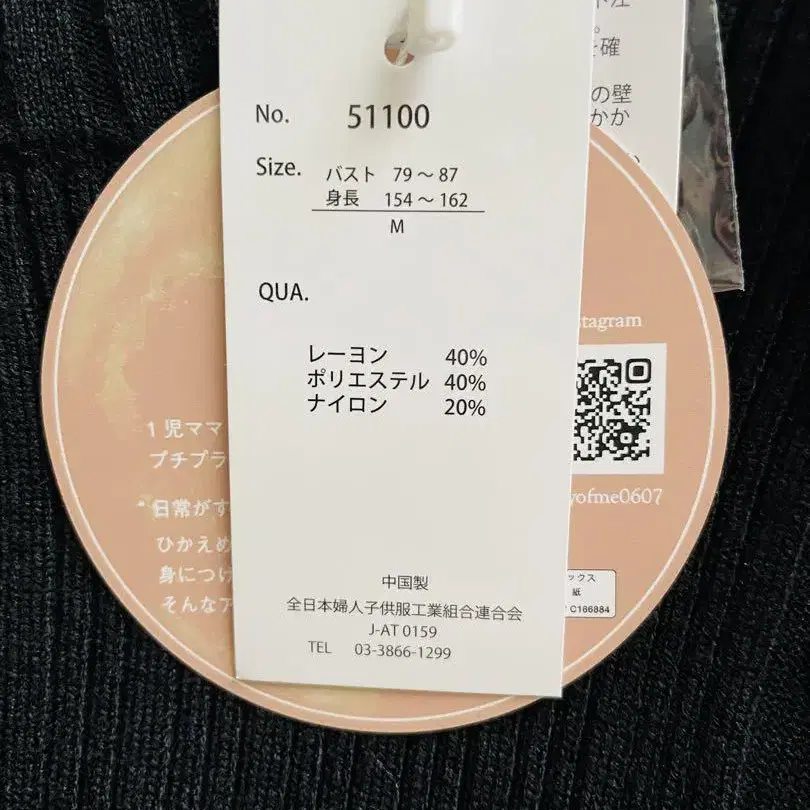 No. 51100
Size. バスト 79～87
身長 154～162
M
QUA.
レーヨン 40%
ポリエステル 40%
ナイロン 20%
中国製
全日本婦人子供服工業組合連合会
J-AT 0159
TEL 03-3866-1299
1児ママ
プチプラ
"日常がす
ひかえめ
身につけ
そんなア
を確
の壁
かか
stagram
yofme0607
ックス
紙
C186884